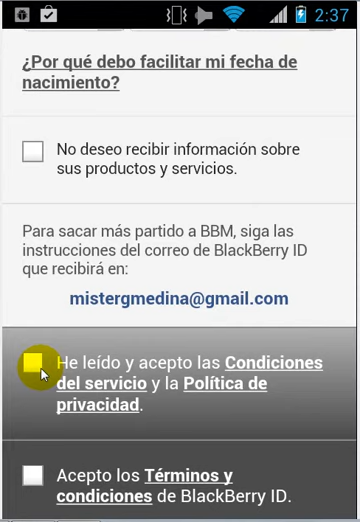 2:37
¿Por qué debo facilitar mi fecha de
nacimiento?
No deseo recibir información sobre
sus productos y servicios.
Para sacar más partido a BBM, siga las
instrucciones del correo de BlackBerry ID
que recibirá en:
mistergmedina@gmail.com
He leído y acepto las Condiciones
del servicio y la Política de
privacidad.
Acepto los Términos y
condiciones de BlackBerry ID.